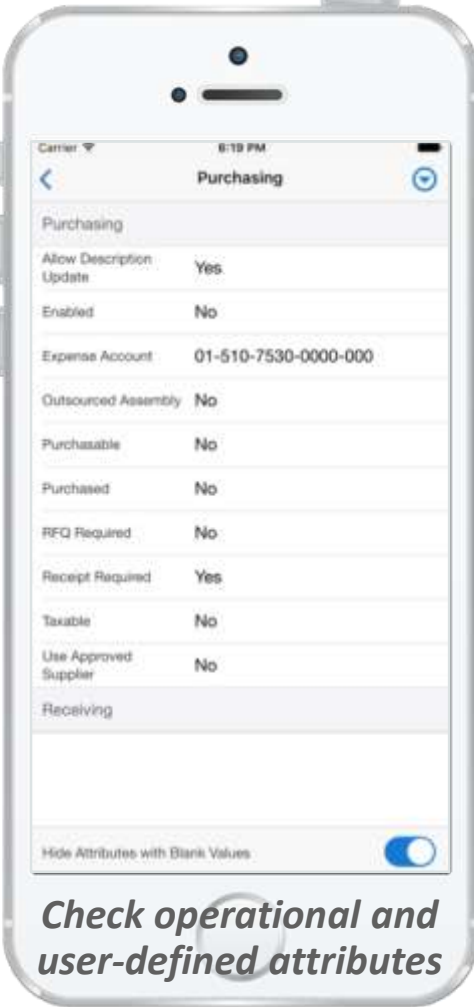 Carrier 6:19 PM
Purchasing
Purchasing
Allow Description
Update
Yes
Enabled No
Expense Account 01-510-7530-0000-000
Outsourced Assembly No
Purchasable No
Purchased No
RFQ Required No
Receipt Required Yes
Taxable No
Use Approved
Supplier
No
Receiving
Hide Attributes with Blank Values
Check operational and
user-defined attributes